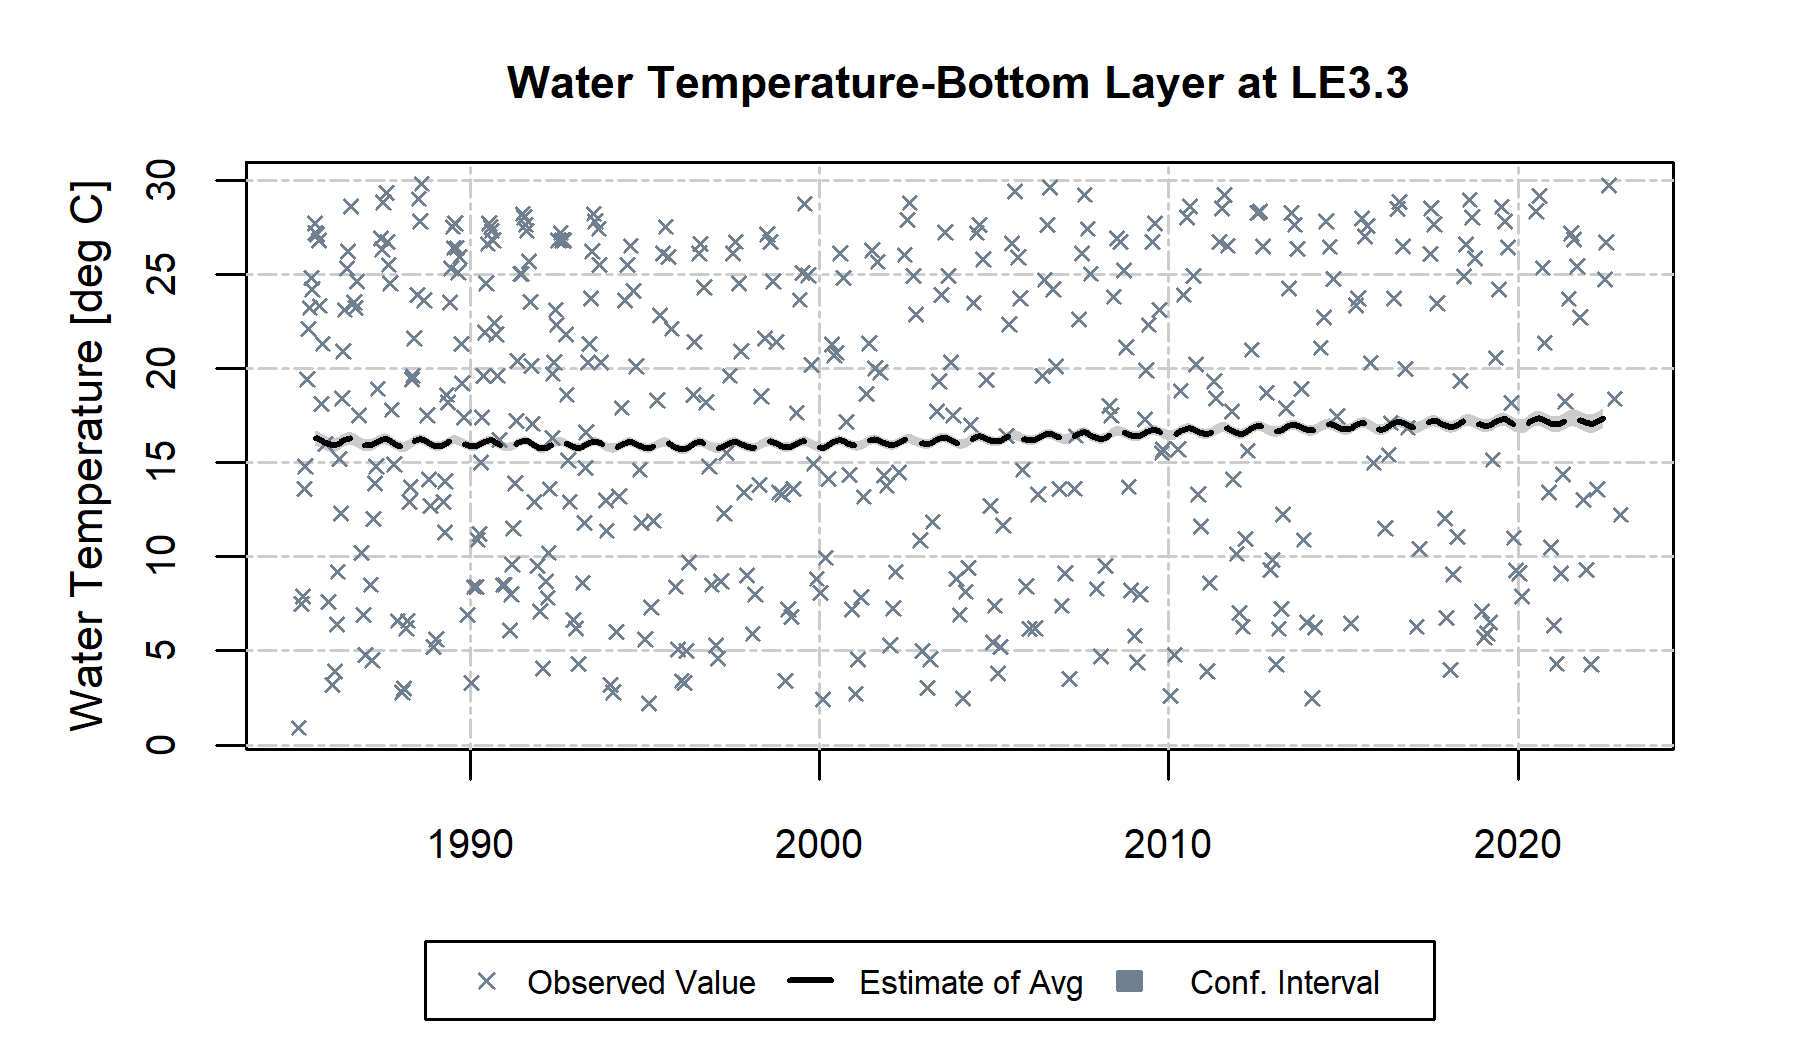 Water Temperature-Bottom Layer at LE3.3
Water Temperature [deg C]
30
25
20
15
10
5
0
1990 2000 2010 2020
Observed Value Estimate of Avg Conf. Interval